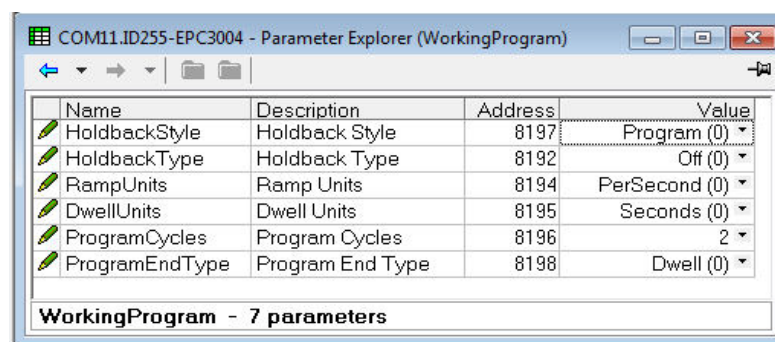 COM11.ID255-EPC3004 - Parameter Explorer (WorkingProgram)
Name Description Address Value
HoldbackStyle Holdback Style 8197 Program (0)
HoldbackType Holdback Type 8192 Off (0)
RampUnits Ramp Units 8194 PerSecond (0)
DwellUnits Dwell Units 8195 Seconds (0)
ProgramCycles Program Cycles 8196 2
ProgramEndType Program End Type 8198 Dwell (0)
WorkingProgram - 7 parameters